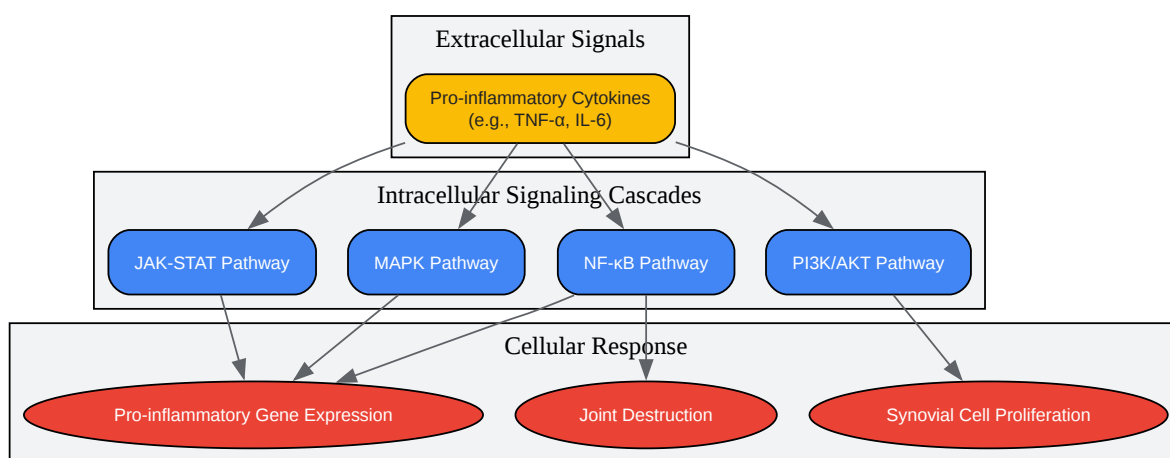 Extracellular Signals
Pro-inflammatory Cytokines
(e.g., TNF-α, IL-6)
Intracellular Signaling Cascades
JAK-STAT Pathway
MAPK Pathway
NF-κB Pathway
PI3K/AKT Pathway
Cellular Response
Pro-inflammatory Gene Expression
Joint Destruction
Synovial Cell Proliferation